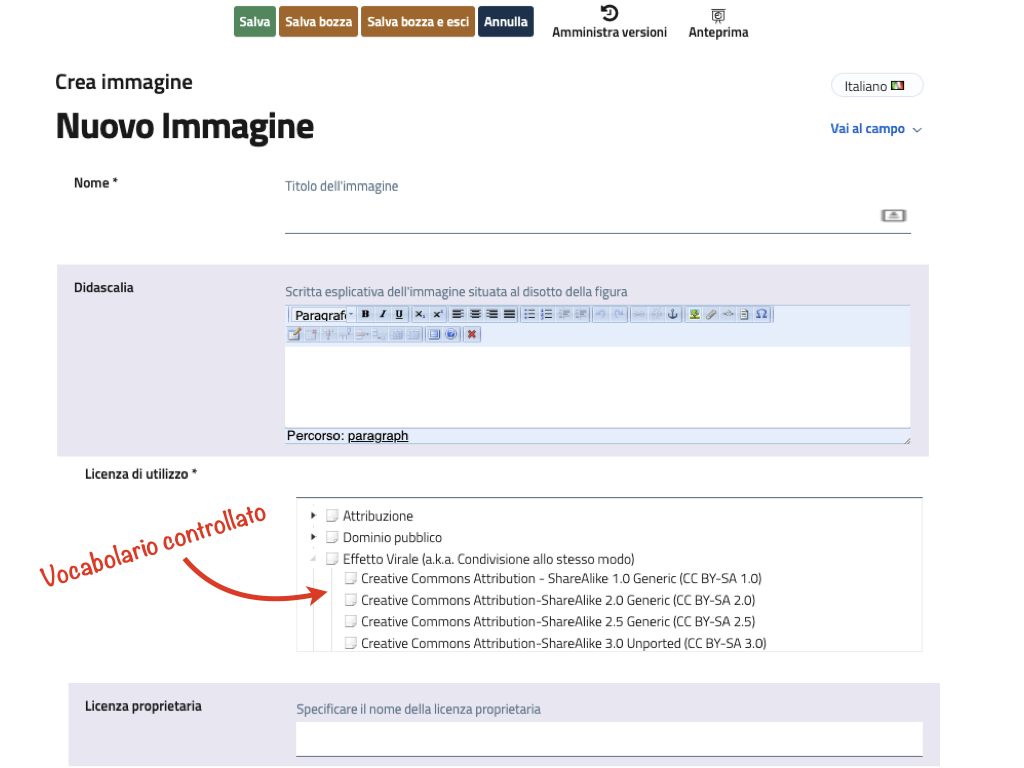 Salva Salva bozza Salva bozza e esci Annulla Amministra versioni Anteprima
Crea immagine
Italiano
Nuovo Immagine
Vai al campo
Nome *
Titolo dell'immagine
Didascalia
Scritta esplicativa dell'immagine situata al disotto della figura
Paragrafo B I U
Percorso: paragraph
Licenza di utilizzo *
Vocabolario controllato
Attribuzione
Dominio pubblico
Effetto Virale (a.k.a. Condivisione allo stesso modo)
Creative Commons Attribution - ShareAlike 1.0 Generic (CC BY-SA 1.0)
Creative Commons Attribution-ShareAlike 2.0 Generic (CC BY-SA 2.0)
Creative Commons Attribution-ShareAlike 2.5 Generic (CC BY-SA 2.5)
Creative Commons Attribution-ShareAlike 3.0 Unported (CC BY-SA 3.0)
Licenza proprietaria
Specificare il nome della licenza proprietaria